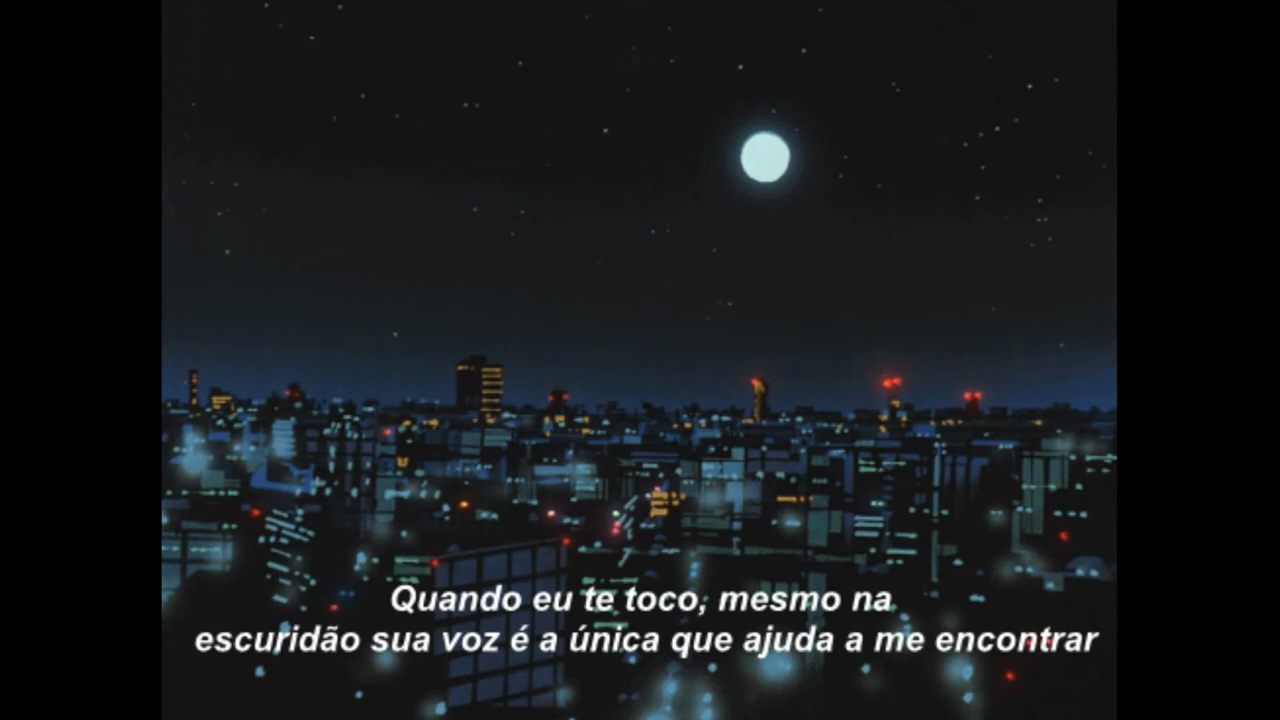 Quando eu te toco, mesmo na
escuridão sua voz é a única que ajuda a me encontrar